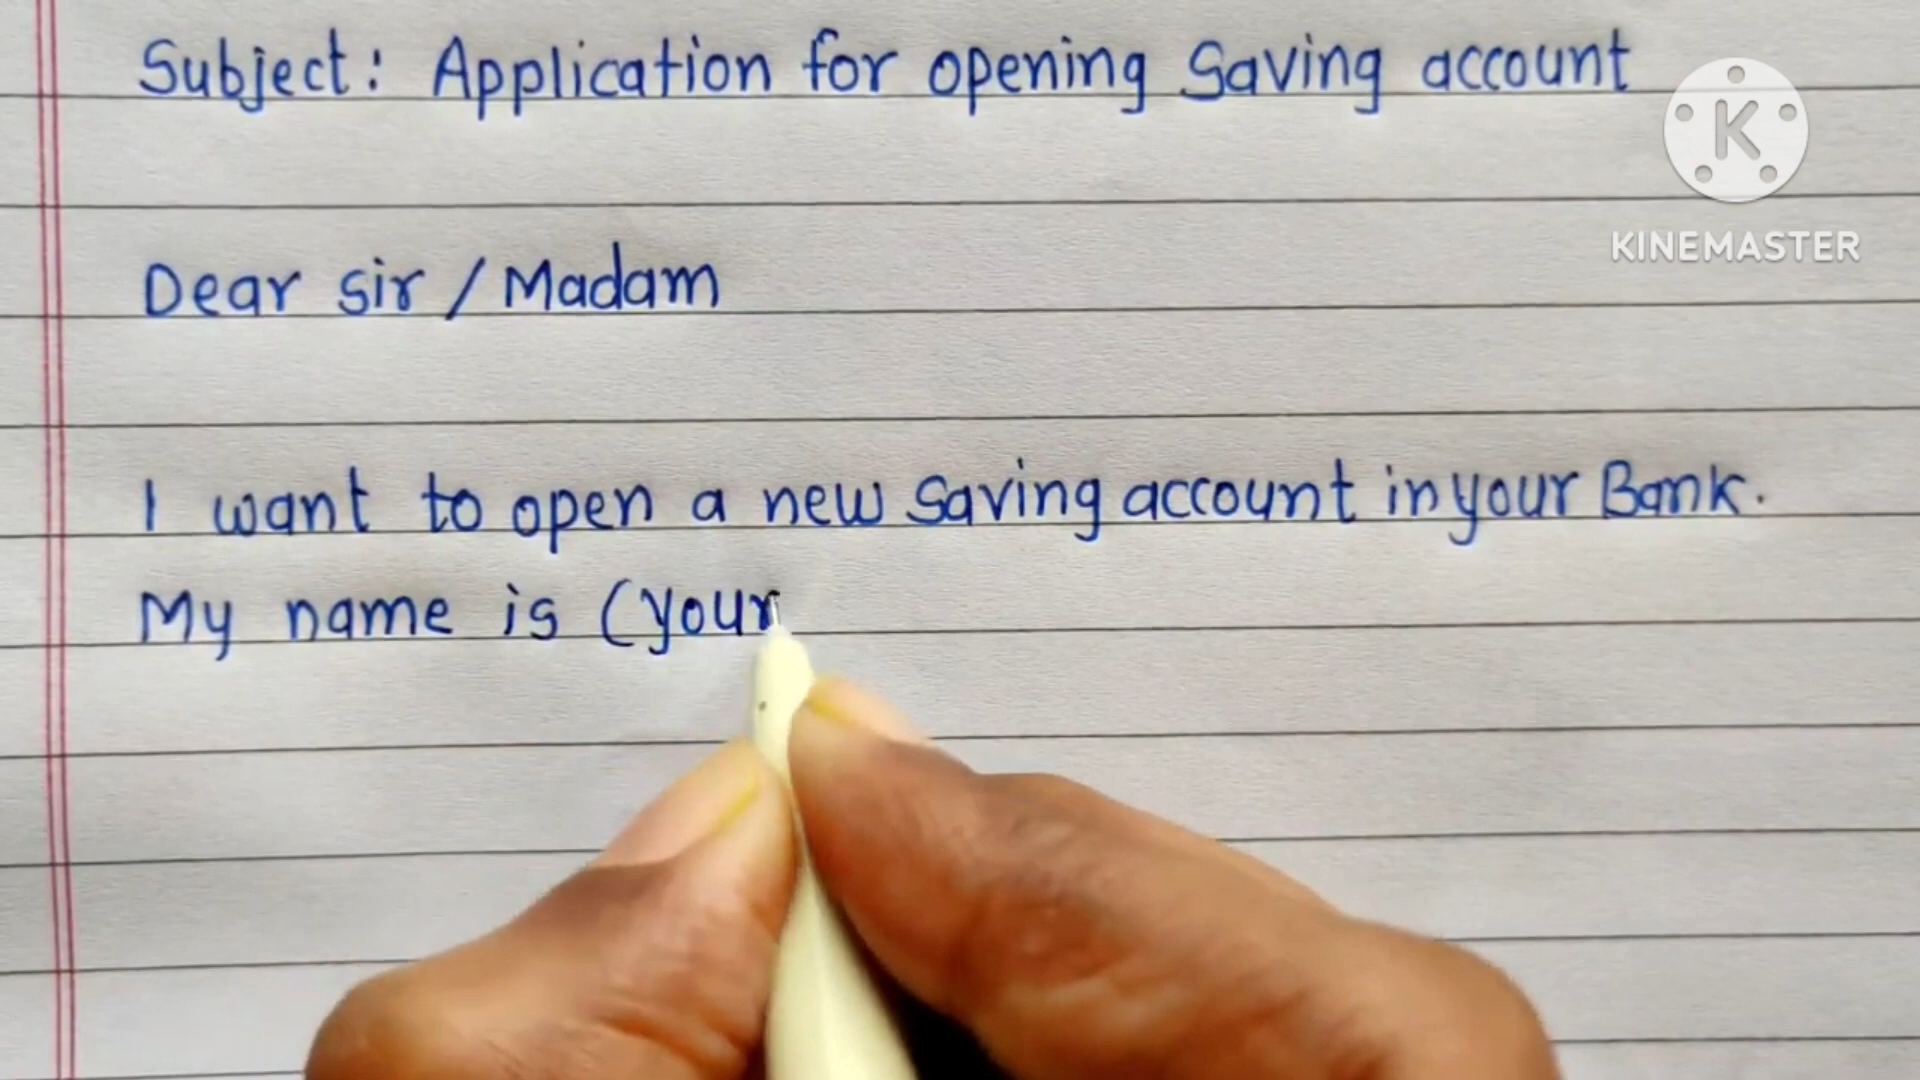 Subject: Application for opening Saving account
K
KINEMASTER
Dear sir / Madam
I want to open a new saving account in your Bank.
My name is (your